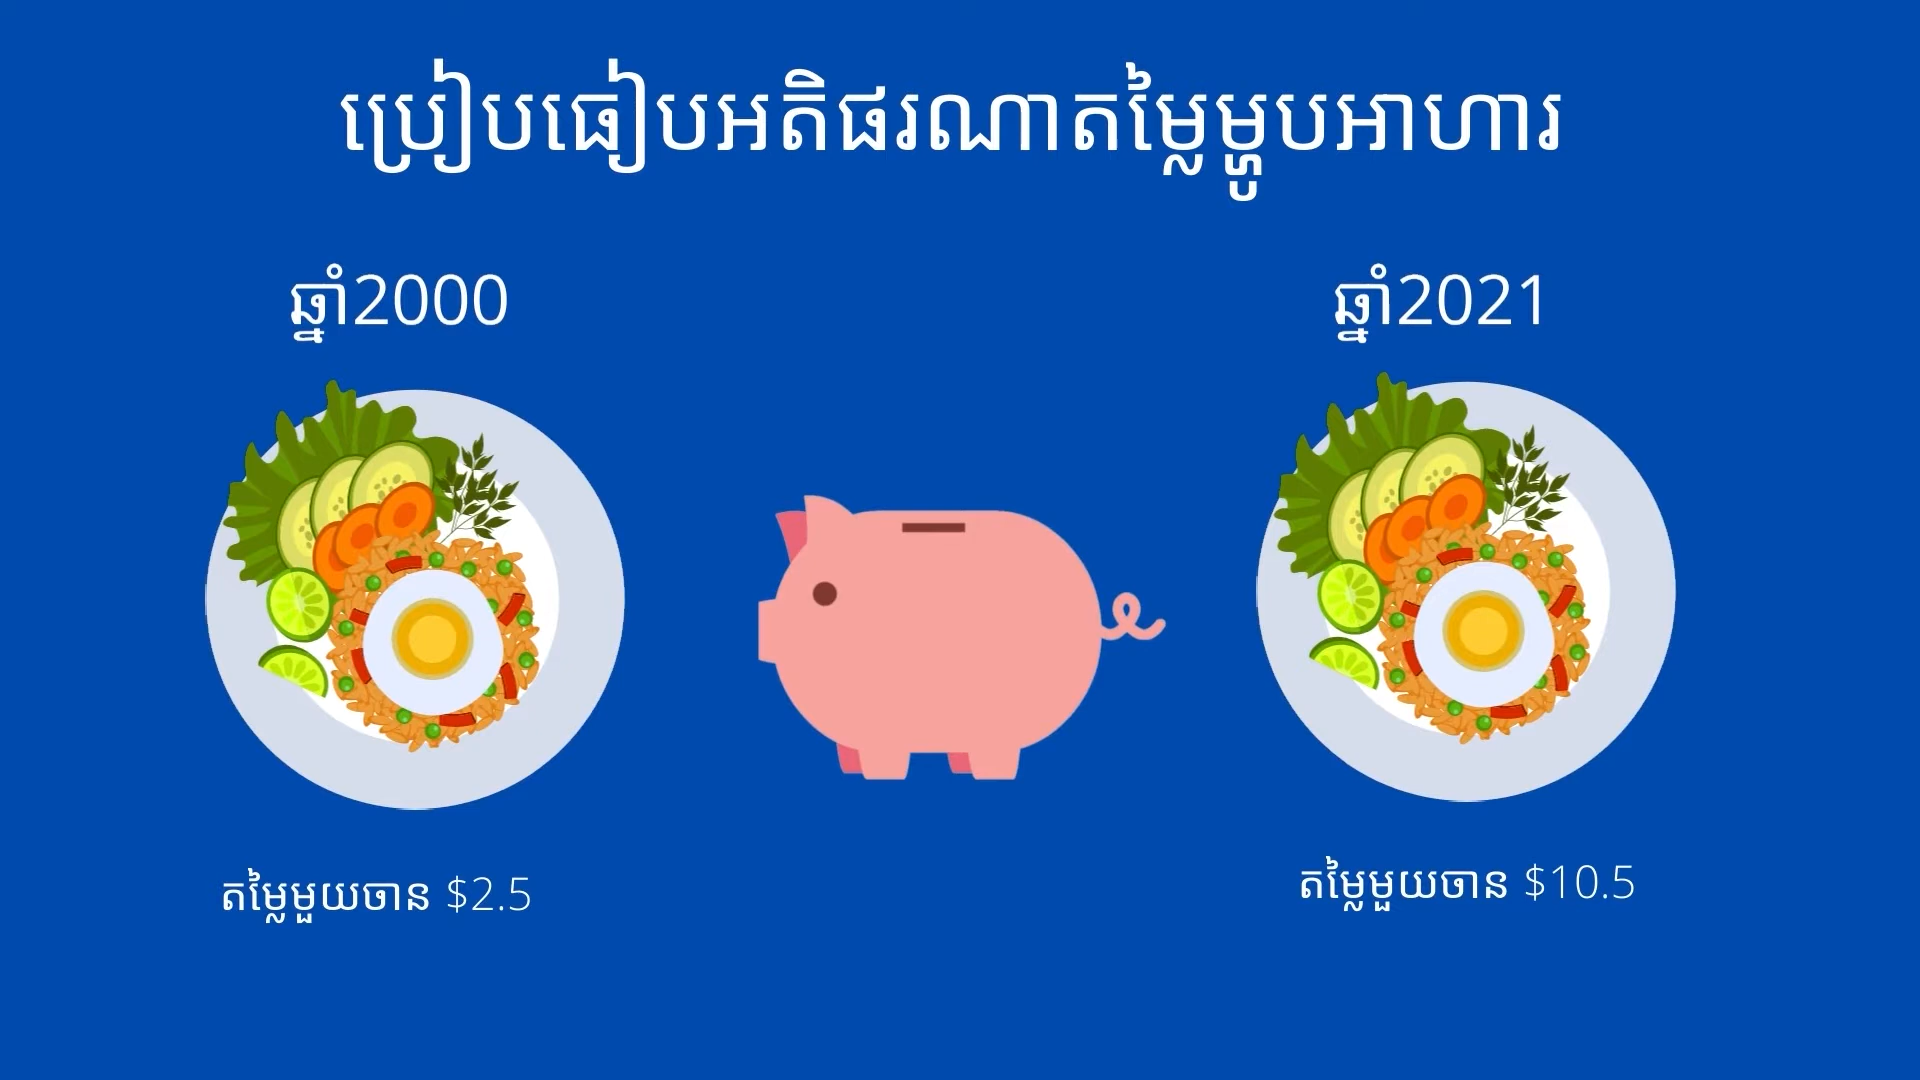 ប្រៀបធៀបអតិផរណាតម្លៃម្ហូបអាហារ
ឆ្នាំ2000
ឆ្នាំ2021
តម្លៃមួយចាន $2.5
តម្លៃមួយចាន $10.5